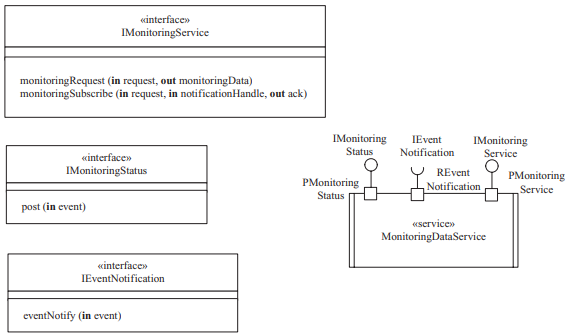 «interface»
IMonitoringService
monitoringRequest (in request, out monitoringData)
monitoringSubscribe (in request, in notificationHandle, out ack)
«interface»
IMonitoringStatus
post (in event)
«interface»
IEventNotification
eventNotify (in event)
IMonitoring
Status
IEvent
Notification
IMonitoring
Service
PMonitoring
Status
REvent
Notification
PMonitoring
Service
«service»
MonitoringDataService